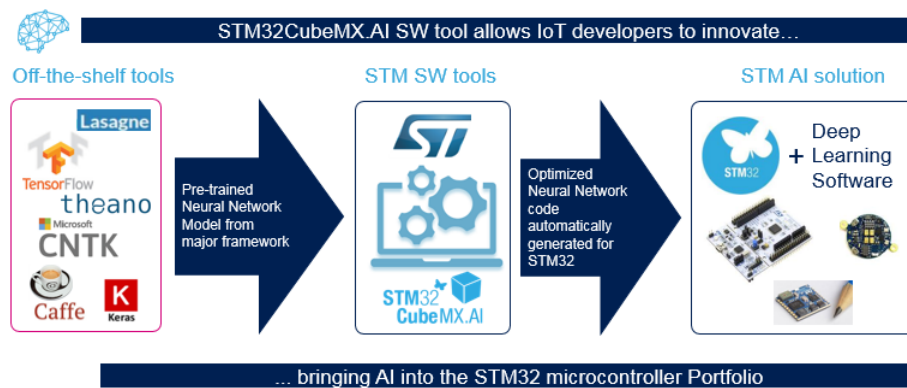 STM32CubeMX.AI SW tool allows IoT developers to innovate…
Off-the-shelf tools
STM SW tools
STM AI solution
Lasagne
TensorFlow
theano
Microsoft
CNTK
Caffe
K
Keras
Pre-trained
Neural Network
Model from
major framework
ST
STM32
CubeMX.AI
Optimized
Neural Network
code
automatically
generated for
STM32
STM32
+
Deep
Learning
Software
... bringing AI into the STM32 microcontroller Portfolio